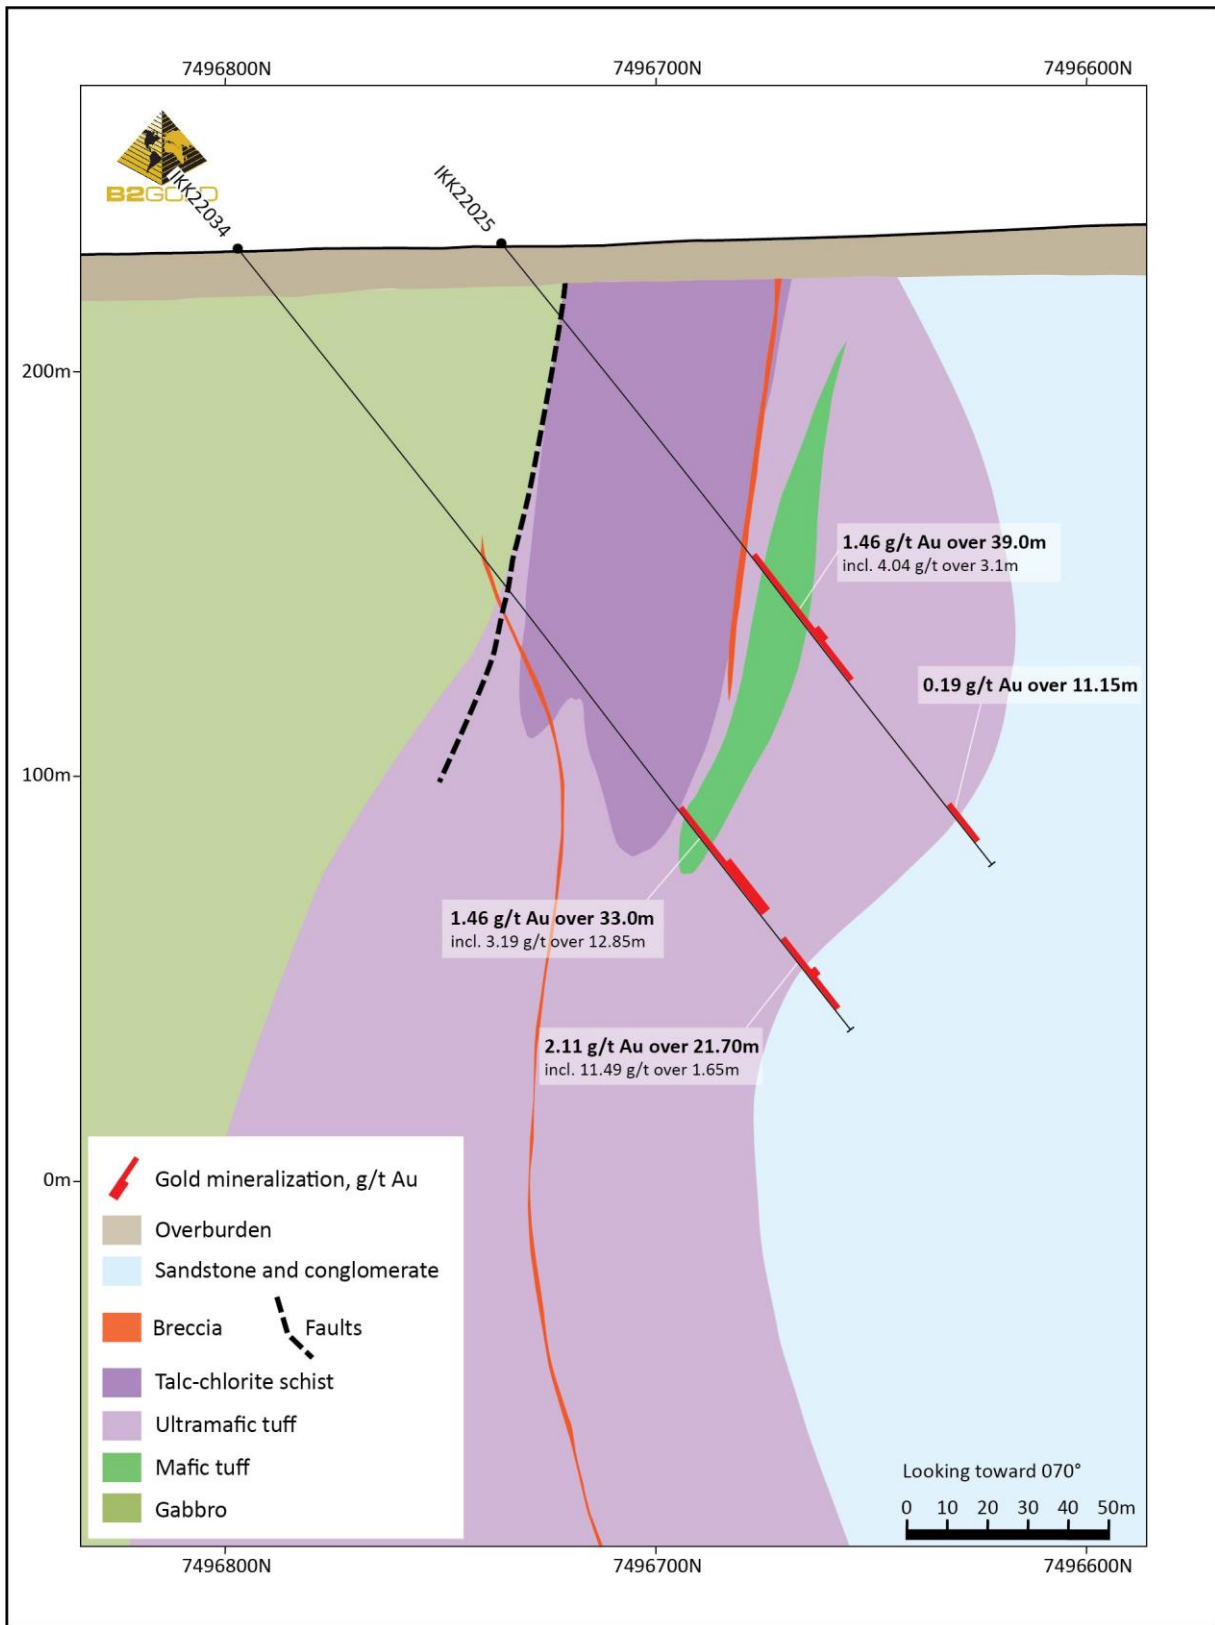 7496800N 7496700N 7496600N
B2GOLD
IKK22034
IKK22025
200m
1.46 g/t Au over 39.0m
incl. 4.04 g/t over 3.1m
0.19 g/t Au over 11.15m
100m
1.46 g/t Au over 33.0m
incl. 3.19 g/t over 12.85m
2.11 g/t Au over 21.70m
incl. 11.49 g/t over 1.65m
0m
Gold mineralization, g/t Au
Overburden
Sandstone and conglomerate
Breccia Faults
Talc-chlorite schist
Ultramafic tuff
Mafic tuff
Gabbro
Looking toward 070°
0 10 20 30 40 50m
7496800N 7496700N 7496600N